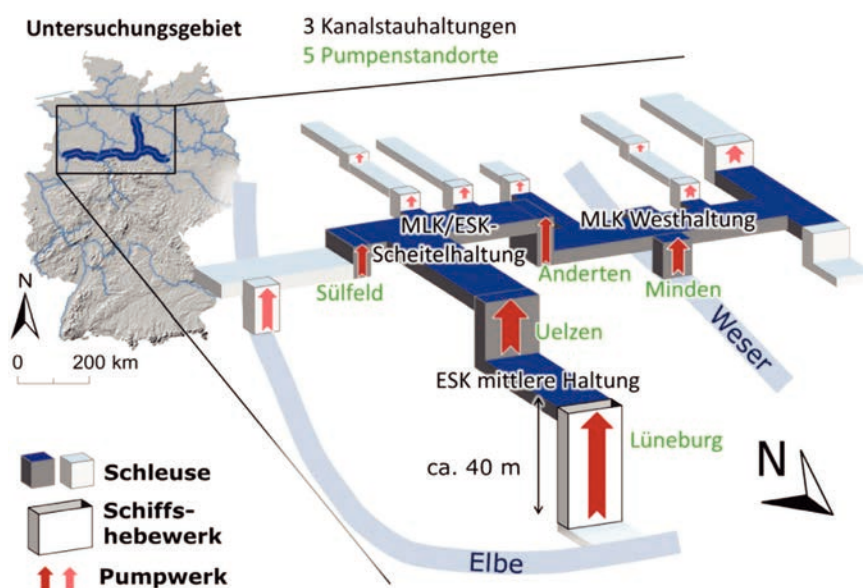 Untersuchungsgebiet
3 Kanalstauhaltungen
5 Pumpenstandorte
N
0 200 km
MLK/ESK-
Scheitelhaltung
MLK Westhaltung
Sülfeld
Anderten
Minden
Uelzen
Weser
ESK mittlere Haltung
Lüneburg
ca. 40 m
N
Elbe
Schleuse
Schiffs-
hebewerk
Pumpwerk